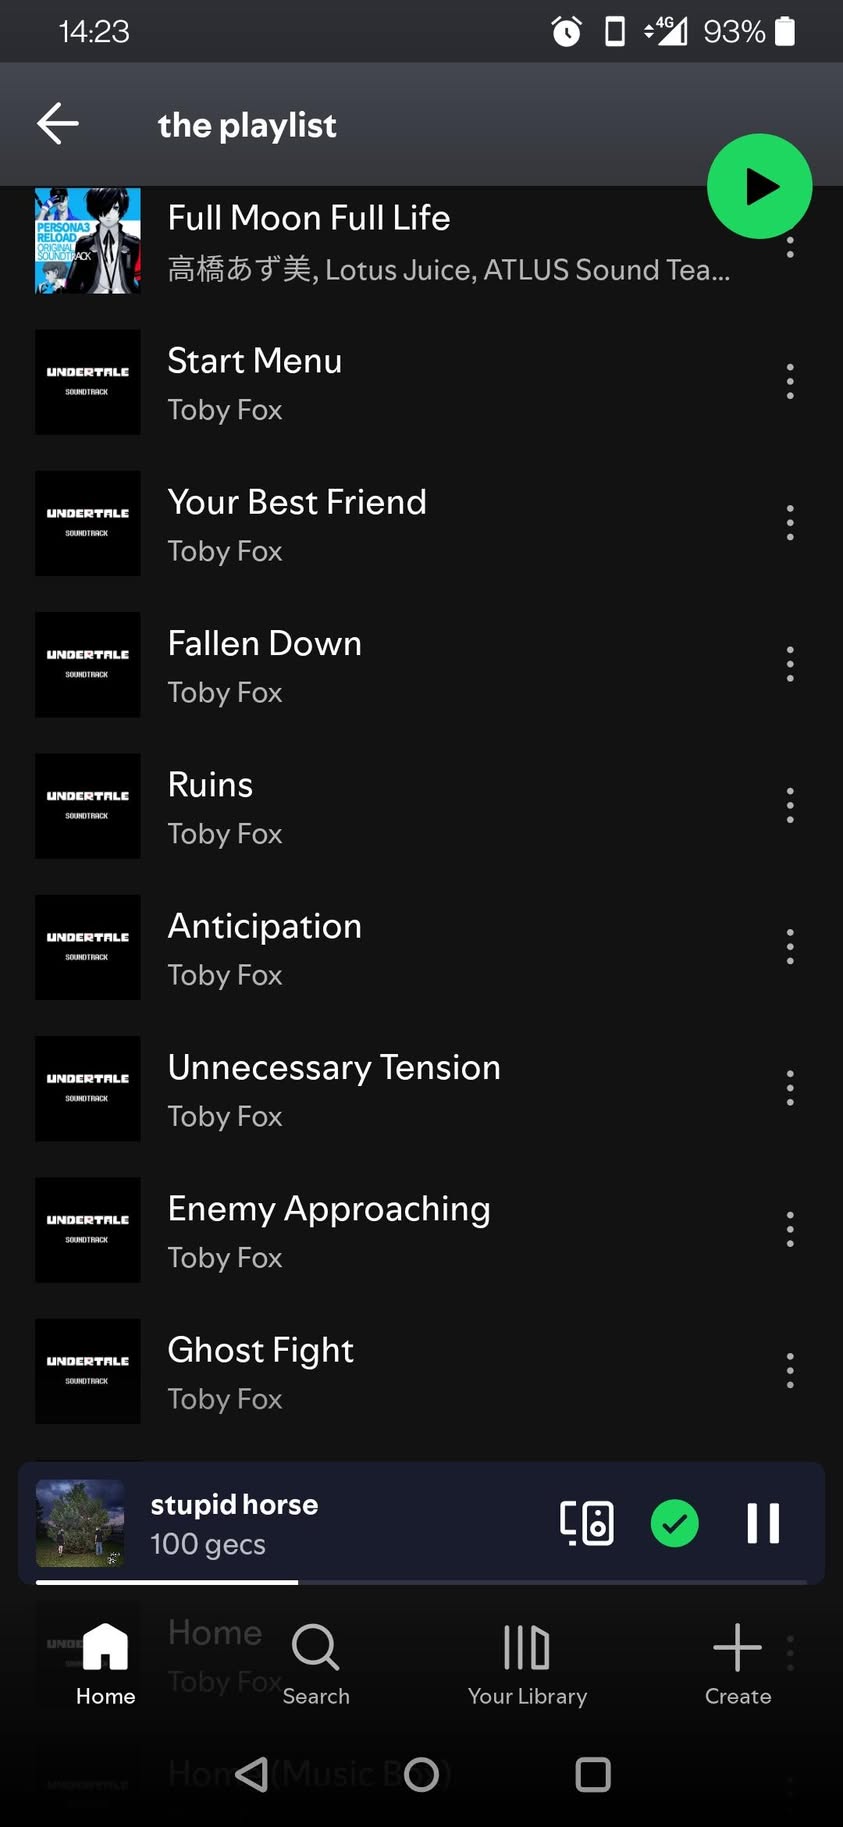 14:23
4G
93%
the playlist
PERSONA3
RELOAD
ORIGINAL
SOUNDTRACK
Full Moon Full Life
高橋あず美, Lotus Juice, ATLUS Sound Tea...
UNDERTALE
SOUNDTRACK
Start Menu
Toby Fox
UNDERTALE
SOUNDTRACK
Your Best Friend
Toby Fox
UNDERTALE
SOUNDTRACK
Fallen Down
Toby Fox
UNDERTALE
SOUNDTRACK
Ruins
Toby Fox
UNDERTALE
SOUNDTRACK
Anticipation
Toby Fox
UNDERTALE
SOUNDTRACK
Unnecessary Tension
Toby Fox
UNDERTALE
SOUNDTRACK
Enemy Approaching
Toby Fox
UNDERTALE
SOUNDTRACK
Ghost Fight
Toby Fox
stupid horse
100 gecs
Home
Toby Fox
Home
Search
Your Library
Create
Home (Music Box)